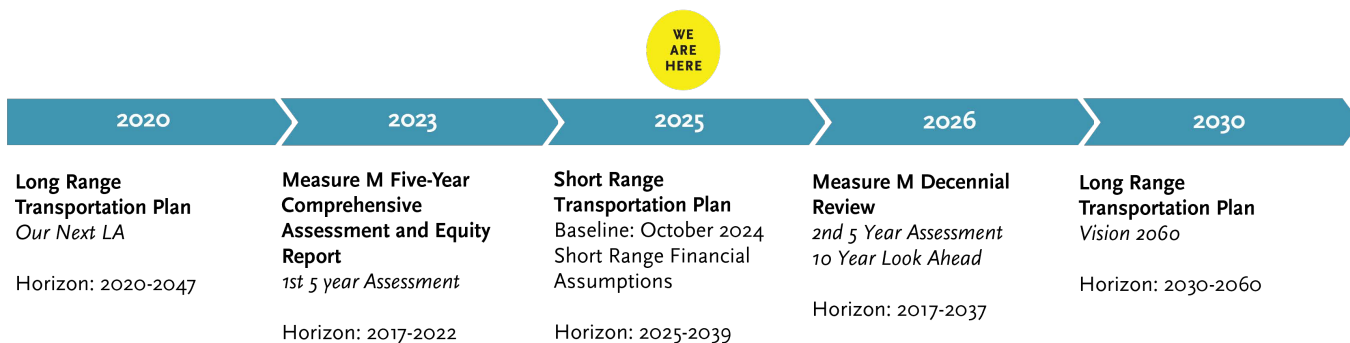 WE
ARE
HERE
2020
2023
2025
2026
2030
Long Range
Transportation Plan
Our Next LA
Horizon: 2020-2047
Measure M Five-Year
Comprehensive
Assessment and Equity
Report
1st 5 year Assessment
Horizon: 2017-2022
Short Range
Transportation Plan
Baseline: October 2024
Short Range Financial
Assumptions
Horizon: 2025-2039
Measure M Decennial
Review
2nd 5 Year Assessment
10 Year Look Ahead
Horizon: 2017-2037
Long Range
Transportation Plan
Vision 2060
Horizon: 2030-2060